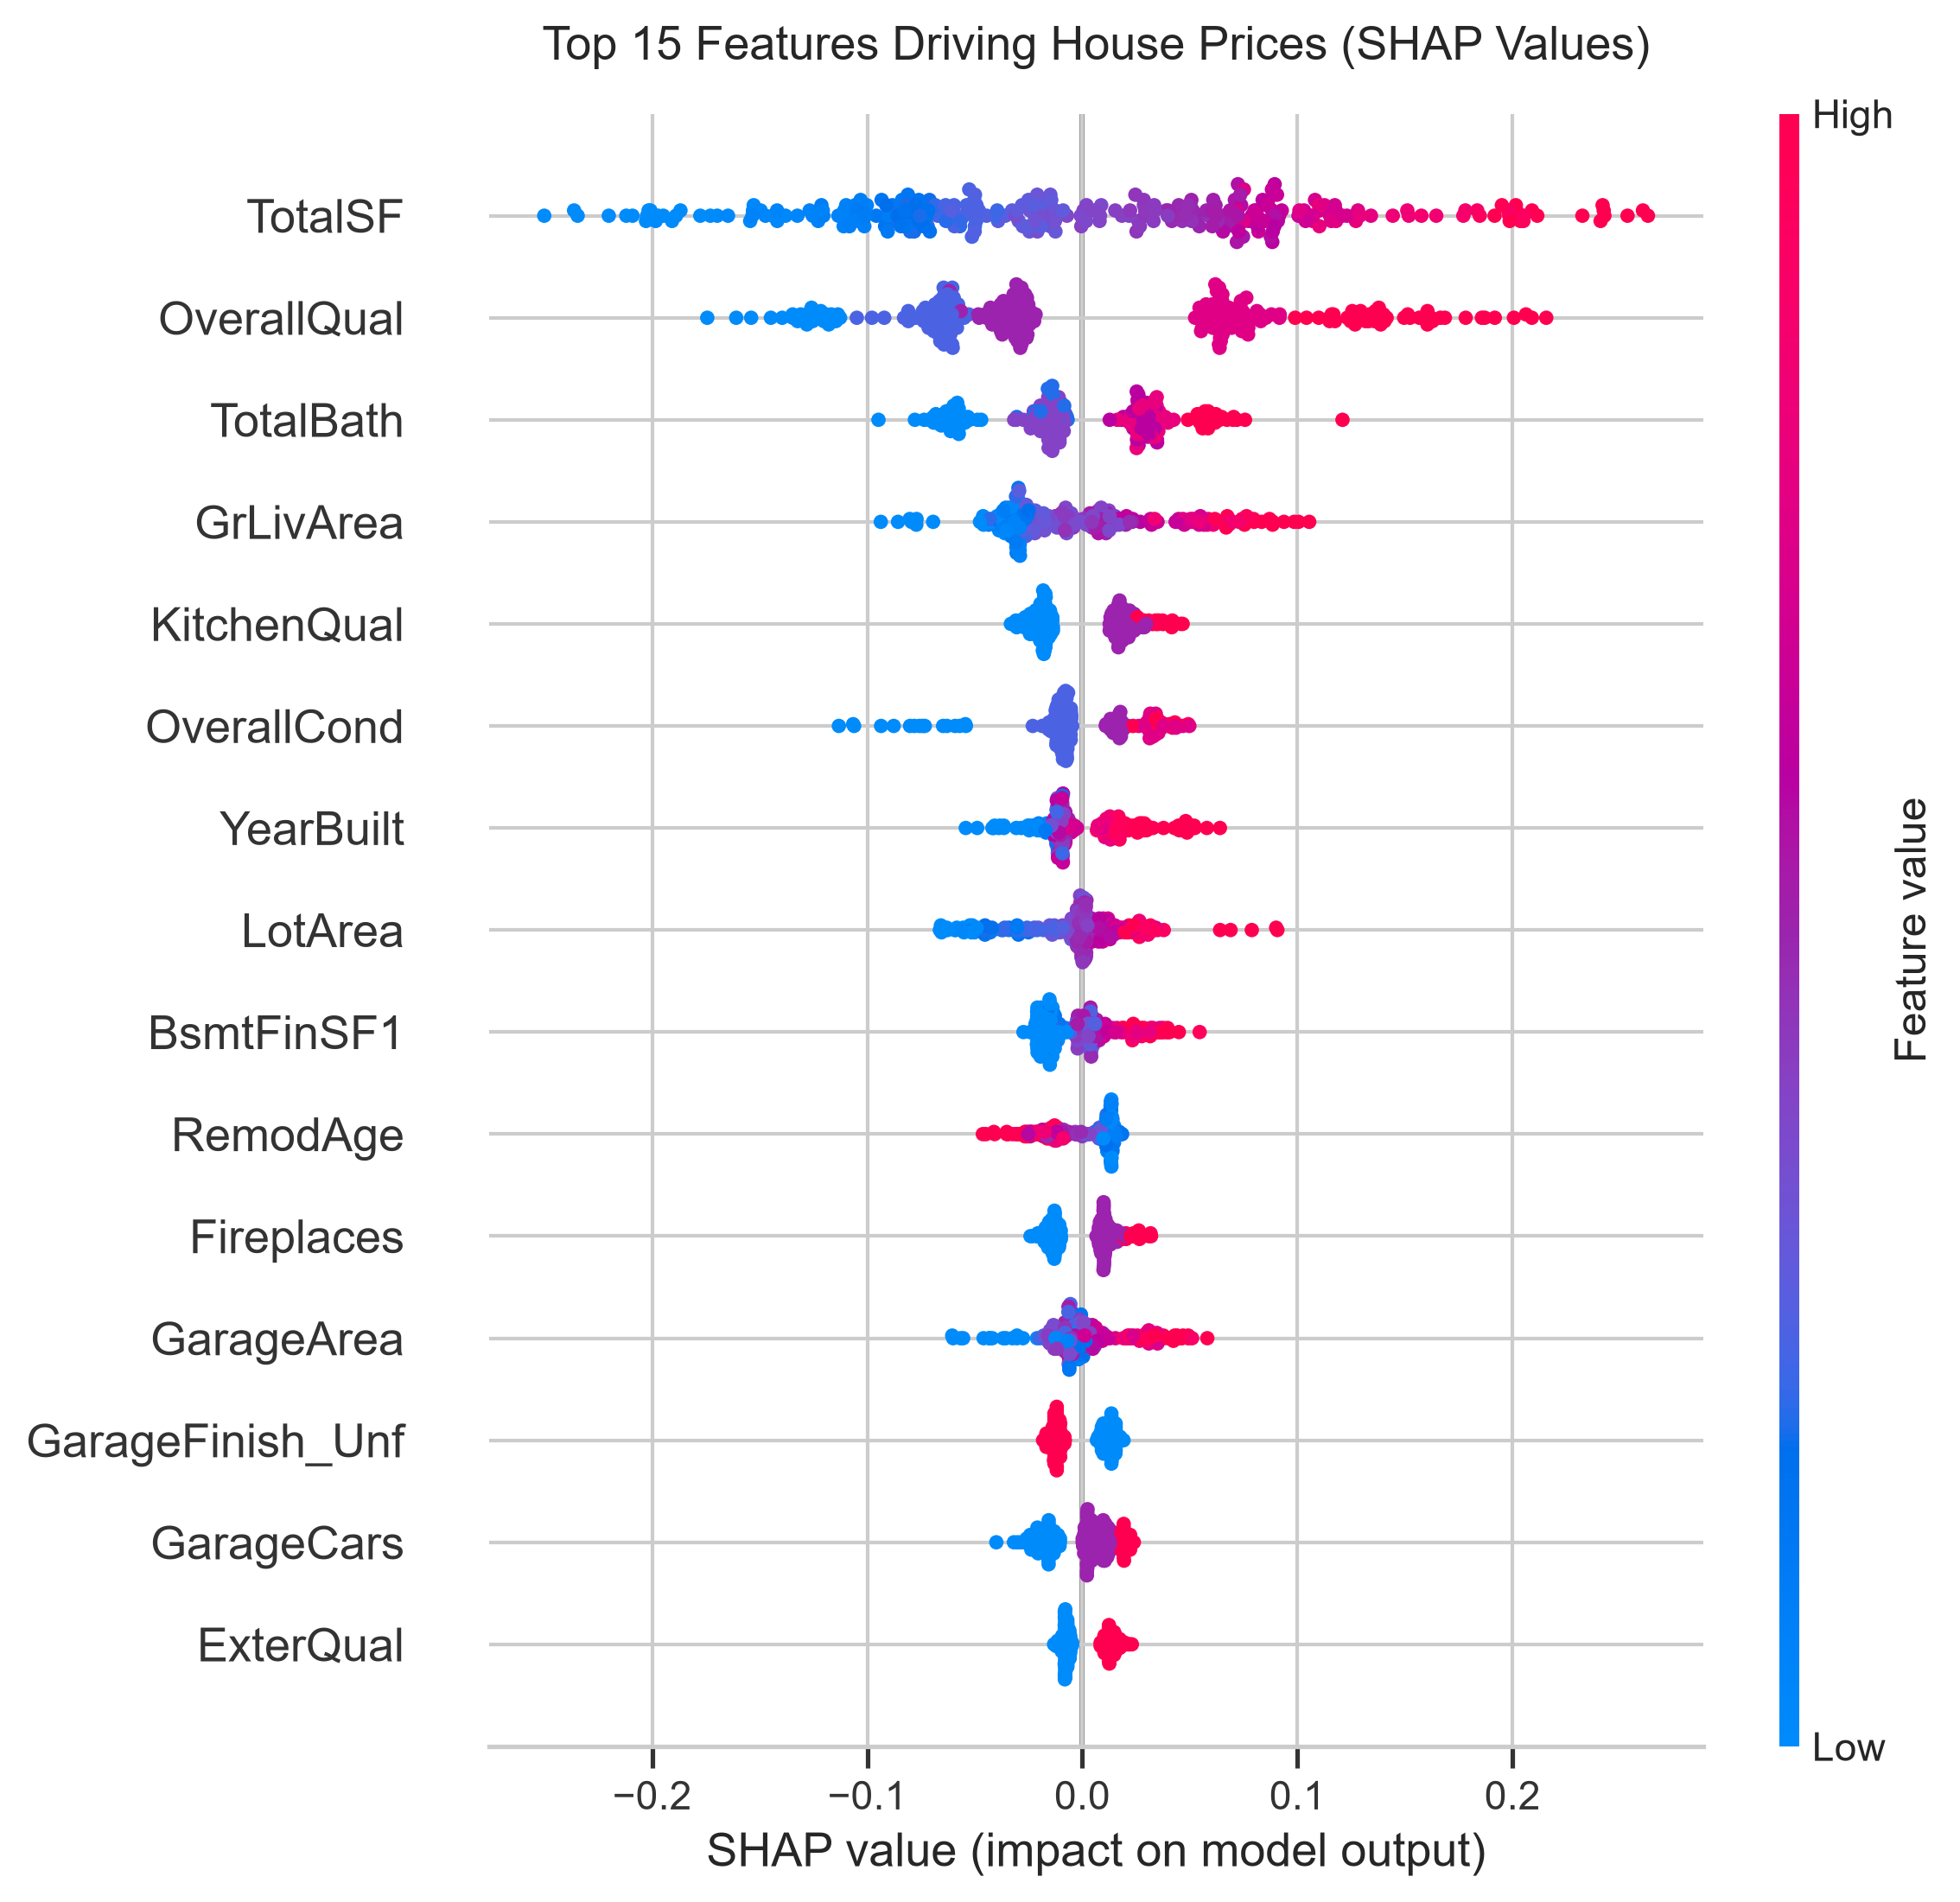 Top 15 Features Driving House Prices (SHAP Values)
High
TotalSF
OverallQual
TotalBath
GrLivArea
KitchenQual
OverallCond
YearBuilt
LotArea
BsmtFinSF1
RemodAge
Fireplaces
GarageArea
GarageFinish_Unf
GarageCars
ExterQual
Feature value
Low
−0.2 −0.1 0.0 0.1 0.2
SHAP value (impact on model output)